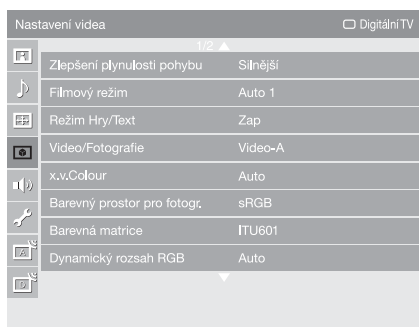 Nastavení videa
Digitální TV
1/2
Zlepšení plynulosti pohybu Silnější
Filmový režim Auto 1
Režim Hry/Text Zap
Video/Fotografie Video-A
x.v.Colour Auto
Barevný prostor pro fotogr. sRGB
Barevná matrice ITU601
Dynamický rozsah RGB Auto
A
D